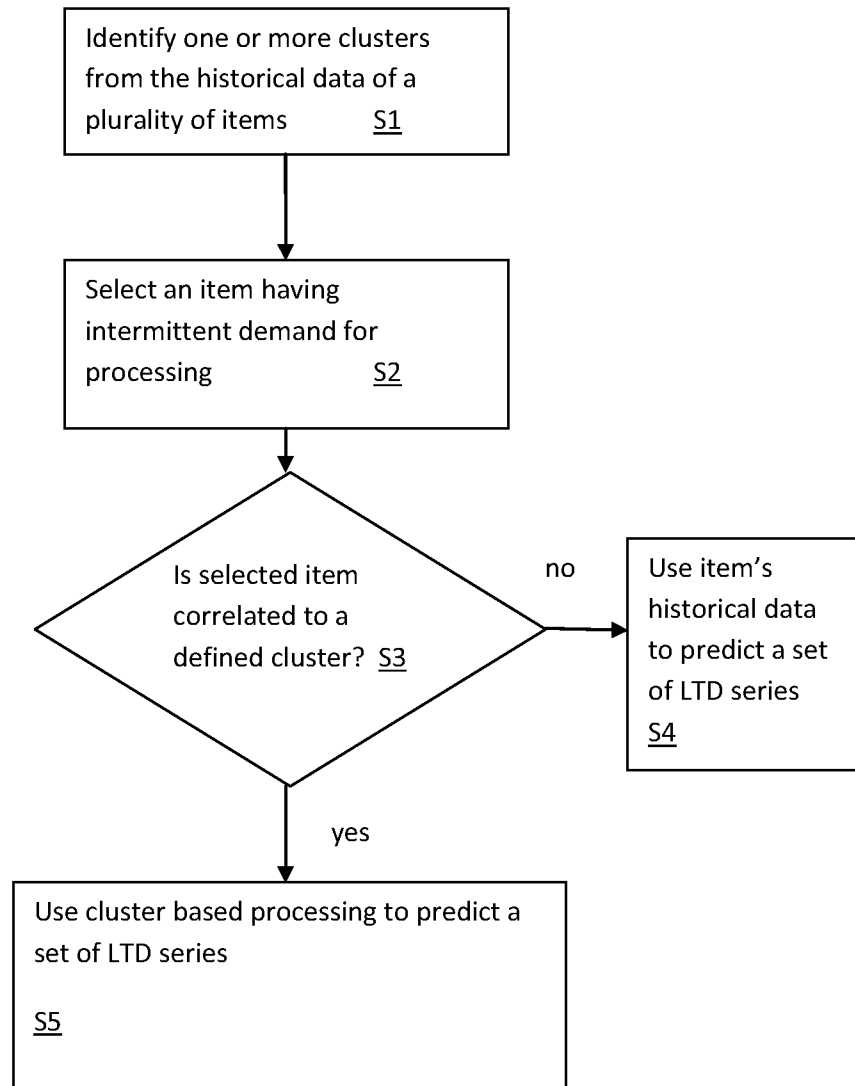 Identify one or more clusters
from the historical data of a
plurality of items S1
Select an item having
intermittent demand for
processing S2
Is selected item
correlated to a
defined cluster? S3
no
Use item’s
historical data
to predict a set
of LTD series
S4
yes
Use cluster based processing to predict a
set of LTD series
S5